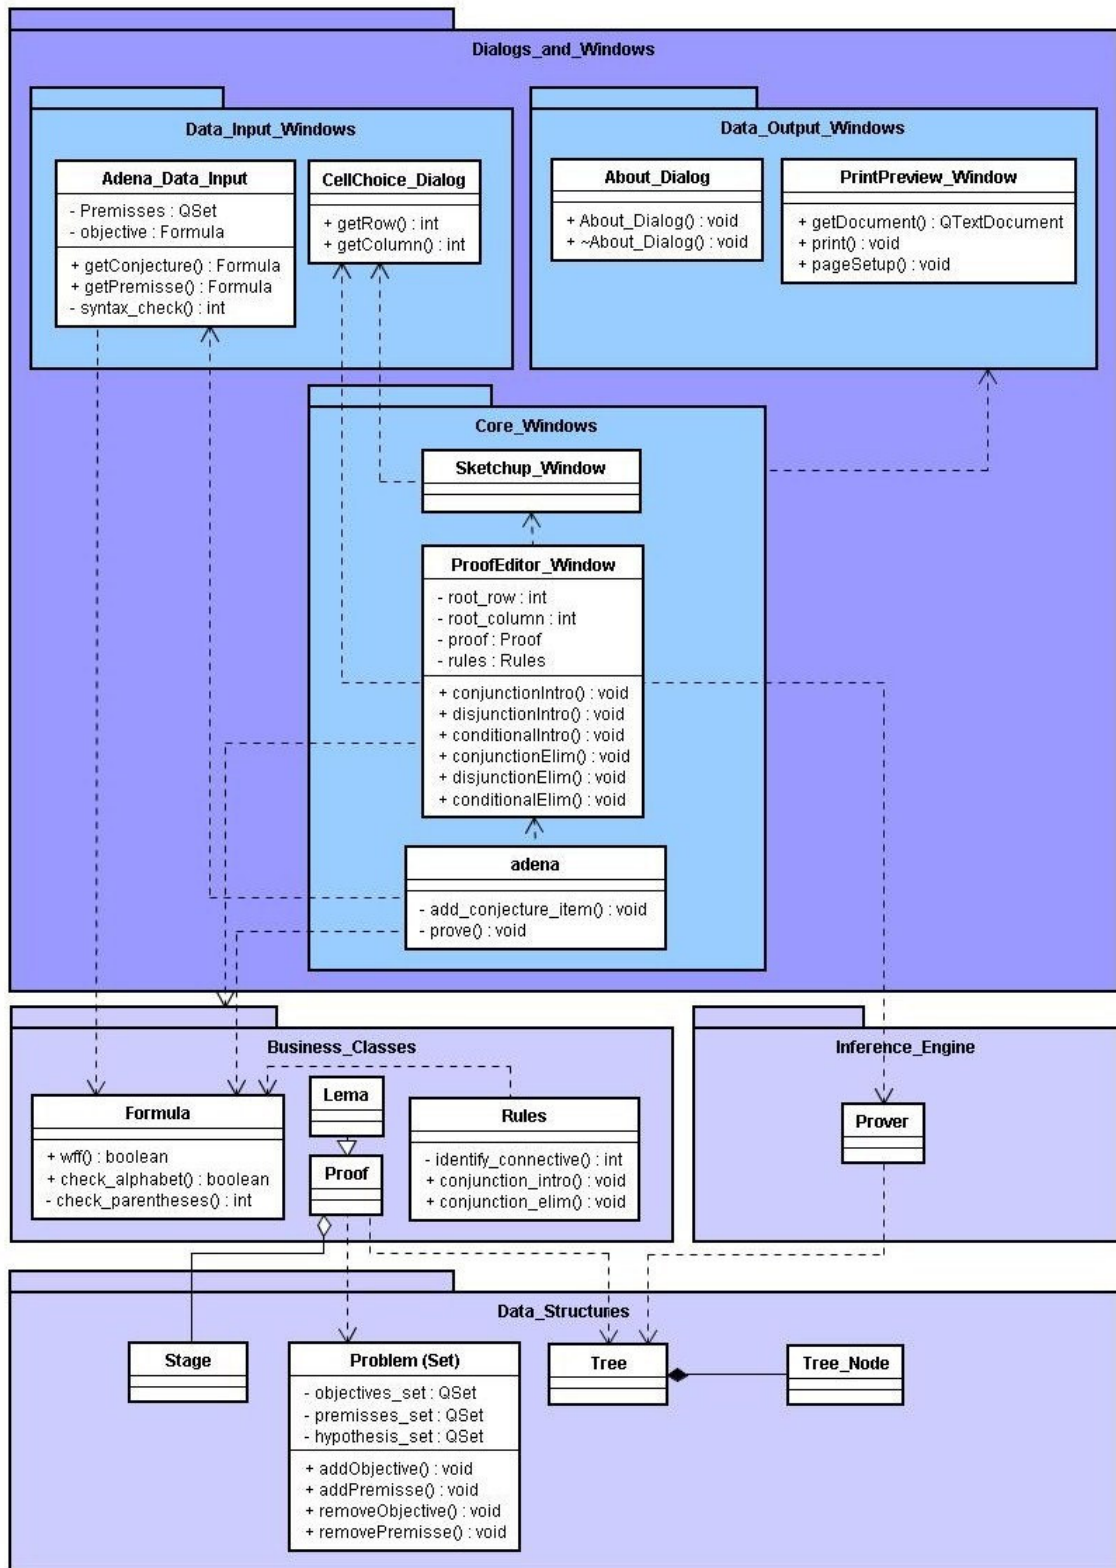 Dialogs_and_Windows
Data_Input_Windows
Adena_Data_Input
- Premisses : QSet
- objective : Formula
+ getConjecture() : Formula
+ getPremisse() : Formula
- syntax_check() : int
CellChoice_Dialog
+ getRow() : int
+ getColumn() : int
Data_Output_Windows
About_Dialog
+ About_Dialog() : void
+ ~About_Dialog() : void
PrintPreview_Window
+ getDocument() : QTextDocument
+ print() : void
+ pageSetup() : void
Core_Windows
Sketchup_Window
ProofEditor_Window
- root_row : int
- root_column : int
- proof : Proof
- rules : Rules
+ conjunctionIntro() : void
+ disjunctionIntro() : void
+ conditionalIntro() : void
+ conjunctionElim() : void
+ disjunctionElim() : void
+ conditionalElim() : void
adena
- add_conjecture_item() : void
- prove() : void
Business_Classes
Formula
+ wff() : boolean
+ check_alphabet() : boolean
- check_parentheses() : int
Lema
Proof
Rules
- identify_connective() : int
+ conjunction_intro() : void
+ conjunction_elim() : void
Inference_Engine
Prover
Data_Structures
Stage
Problem (Set)
- objectives_set : QSet
- premisses_set : QSet
- hypothesis_set : QSet
+ addObjective() : void
+ addPremisse() : void
+ removeObjective() : void
+ removePremisse() : void
Tree
Tree_Node